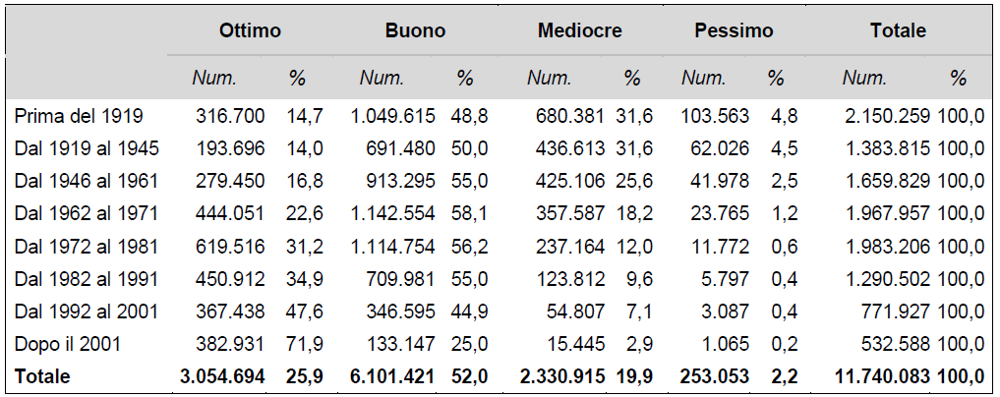 Ottimo Buono Mediocre Pessimo Totale
Num. % Num. % Num. % Num. % Num. %
Prima del 1919 316.700 14,7 1.049.615 48,8 680.381 31,6 103.563 4,8 2.150.259 100,0
Dal 1919 al 1945 193.696 14,0 691.480 50,0 436.613 31,6 62.026 4,5 1.383.815 100,0
Dal 1946 al 1961 279.450 16,8 913.295 55,0 425.106 25,6 41.978 2,5 1.659.829 100,0
Dal 1962 al 1971 444.051 22,6 1.142.554 58,1 357.587 18,2 23.765 1,2 1.967.957 100,0
Dal 1972 al 1981 619.516 31,2 1.114.754 56,2 237.164 12,0 11.772 0,6 1.983.206 100,0
Dal 1982 al 1991 450.912 34,9 709.981 55,0 123.812 9,6 5.797 0,4 1.290.502 100,0
Dal 1992 al 2001 367.438 47,6 346.595 44,9 54.807 7,1 3.087 0,4 771.927 100,0
Dopo il 2001 382.931 71,9 133.147 25,0 15.445 2,9 1.065 0,2 532.588 100,0
Totale 3.054.694 25,9 6.101.421 52,0 2.330.915 19,9 253.053 2,2 11.740.083 100,0